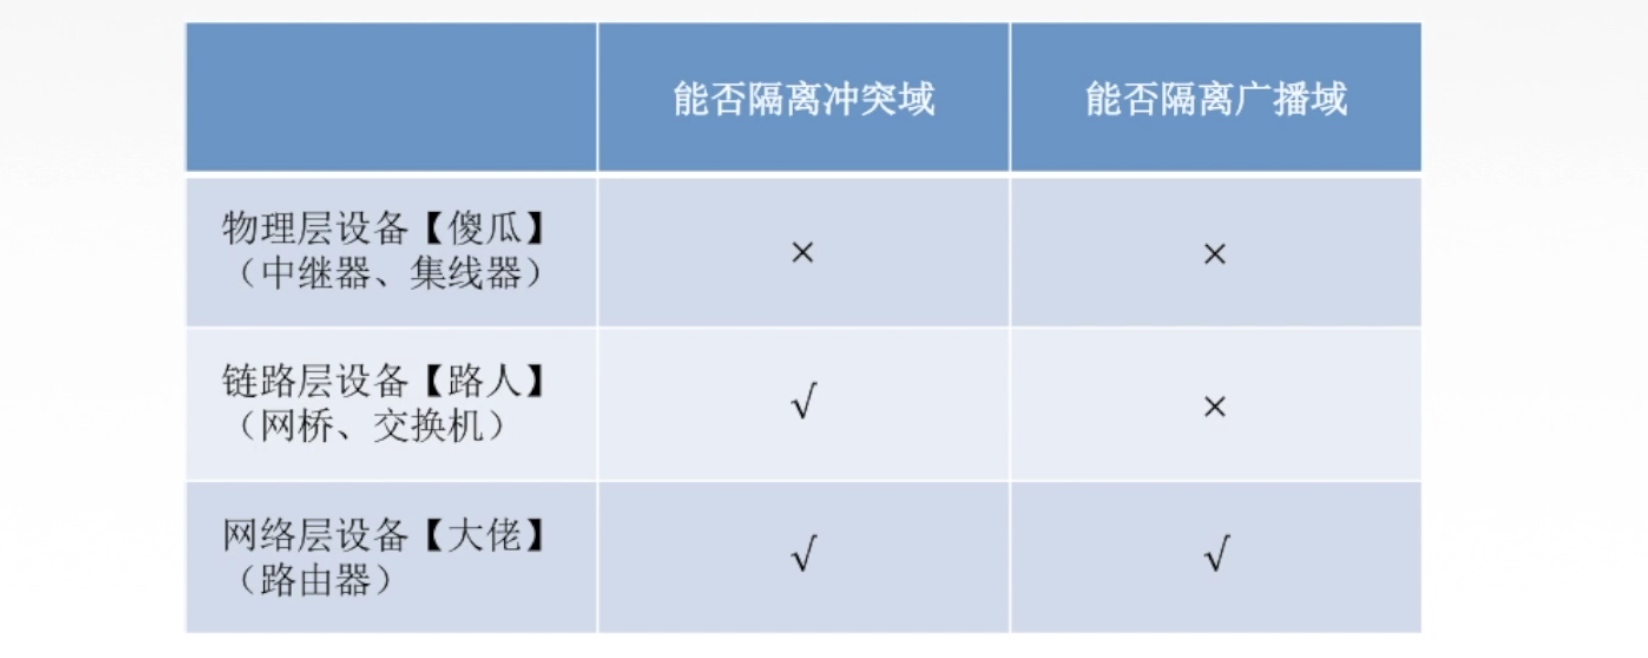 能否隔离冲突域
能否隔离广播域
物理层设备【傻瓜】
（中继器、集线器）
×
×
链路层设备【路人】
（网桥、交换机）
√
×
网络层设备【大佬】
（路由器）
√
√